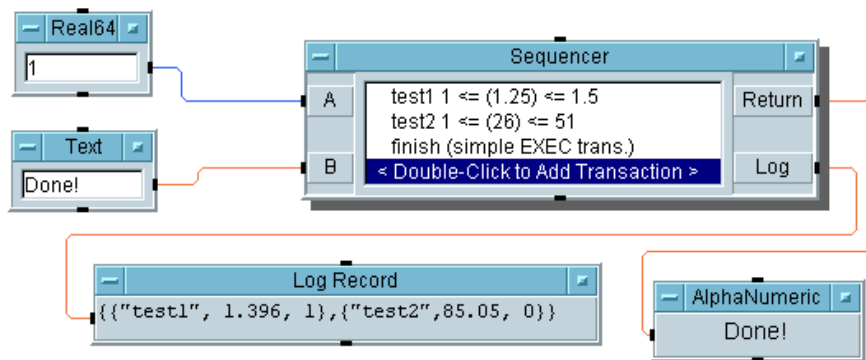 Real64
1
Text
Done!
Sequencer
A
B
test1 1 <= (1.25) <= 1.5
test2 1 <= (26) <= 51
finish (simple EXEC trans.)
< Double-Click to Add Transaction >
Return
Log
Log Record
{{"test1", 1.396, 1},{"test2",85.05, 0}}
AlphaNumeric
Done!